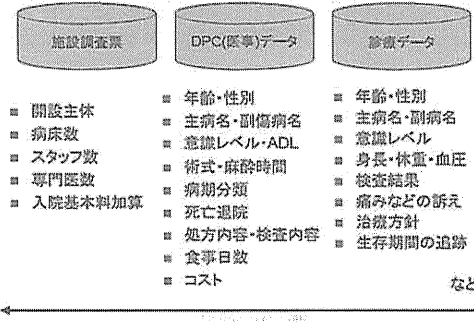 施設調査票
開設主体
病床数
スタッフ数
専門医数
入院基本料加算
DPC(医事)データ
年齢・性別
主病名・副傷病名
意識レベル・ADL
術式・麻酔時間
病期分類
死亡退院
処方内容・検査内容
食事日数
コスト
診療データ
年齢・性別
主病名・副病名
意識レベル
身長・体重・血圧
検査結果
痛みなどの訴え
治療方針
生存期間の追跡
など